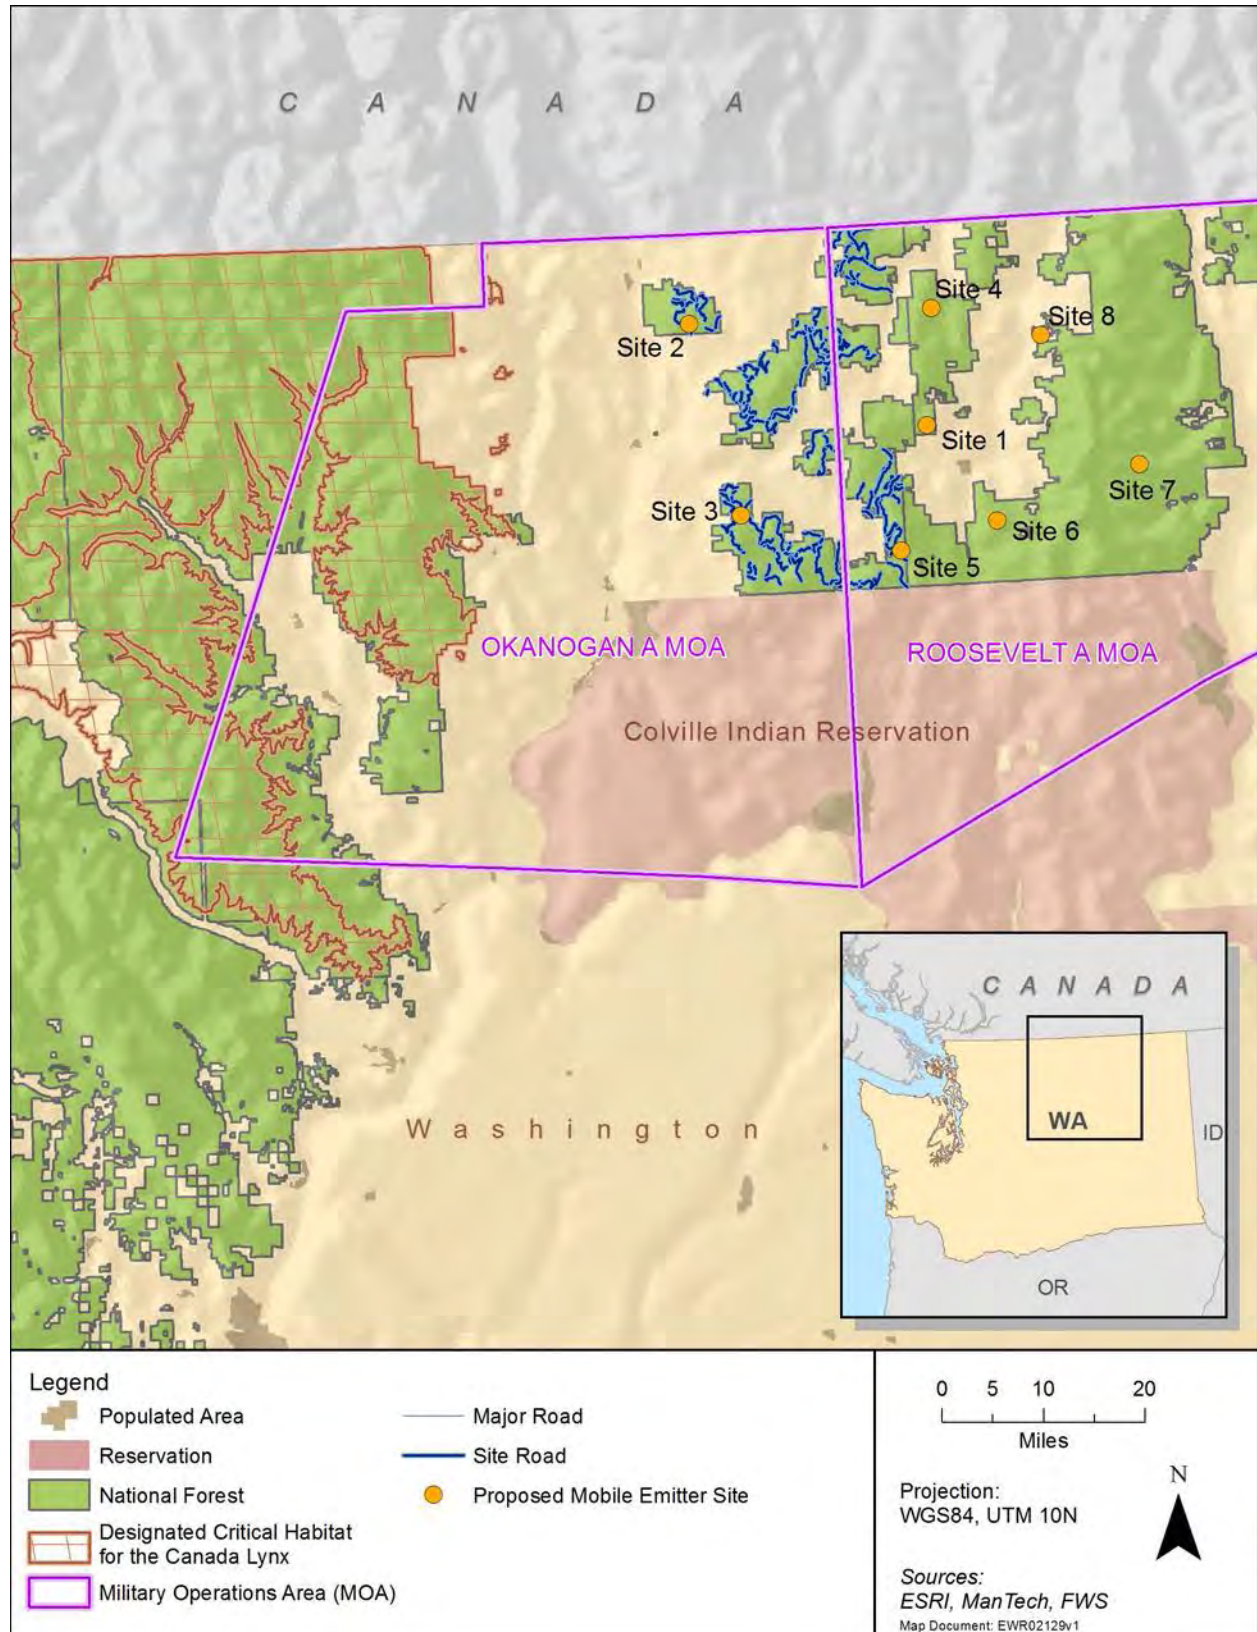 C A N A D A
Site 4
Site 8
Site 2
Site 1
Site 7
Site 3
Site 6
Site 5
OKANOGAN A MOA
ROOSEVELT A MOA
Colville Indian Reservation
Washington
C A N A D A
WA
ID
OR
Legend
Populated Area
Reservation
National Forest
Designated Critical Habitat
for the Canada Lynx
Military Operations Area (MOA)
Major Road
Site Road
Proposed Mobile Emitter Site
0 5 10 20
Miles
N
Projection:
WGS84, UTM 10N
Sources:
ESRI, ManTech, FWS
Map Document: EWR02129v1